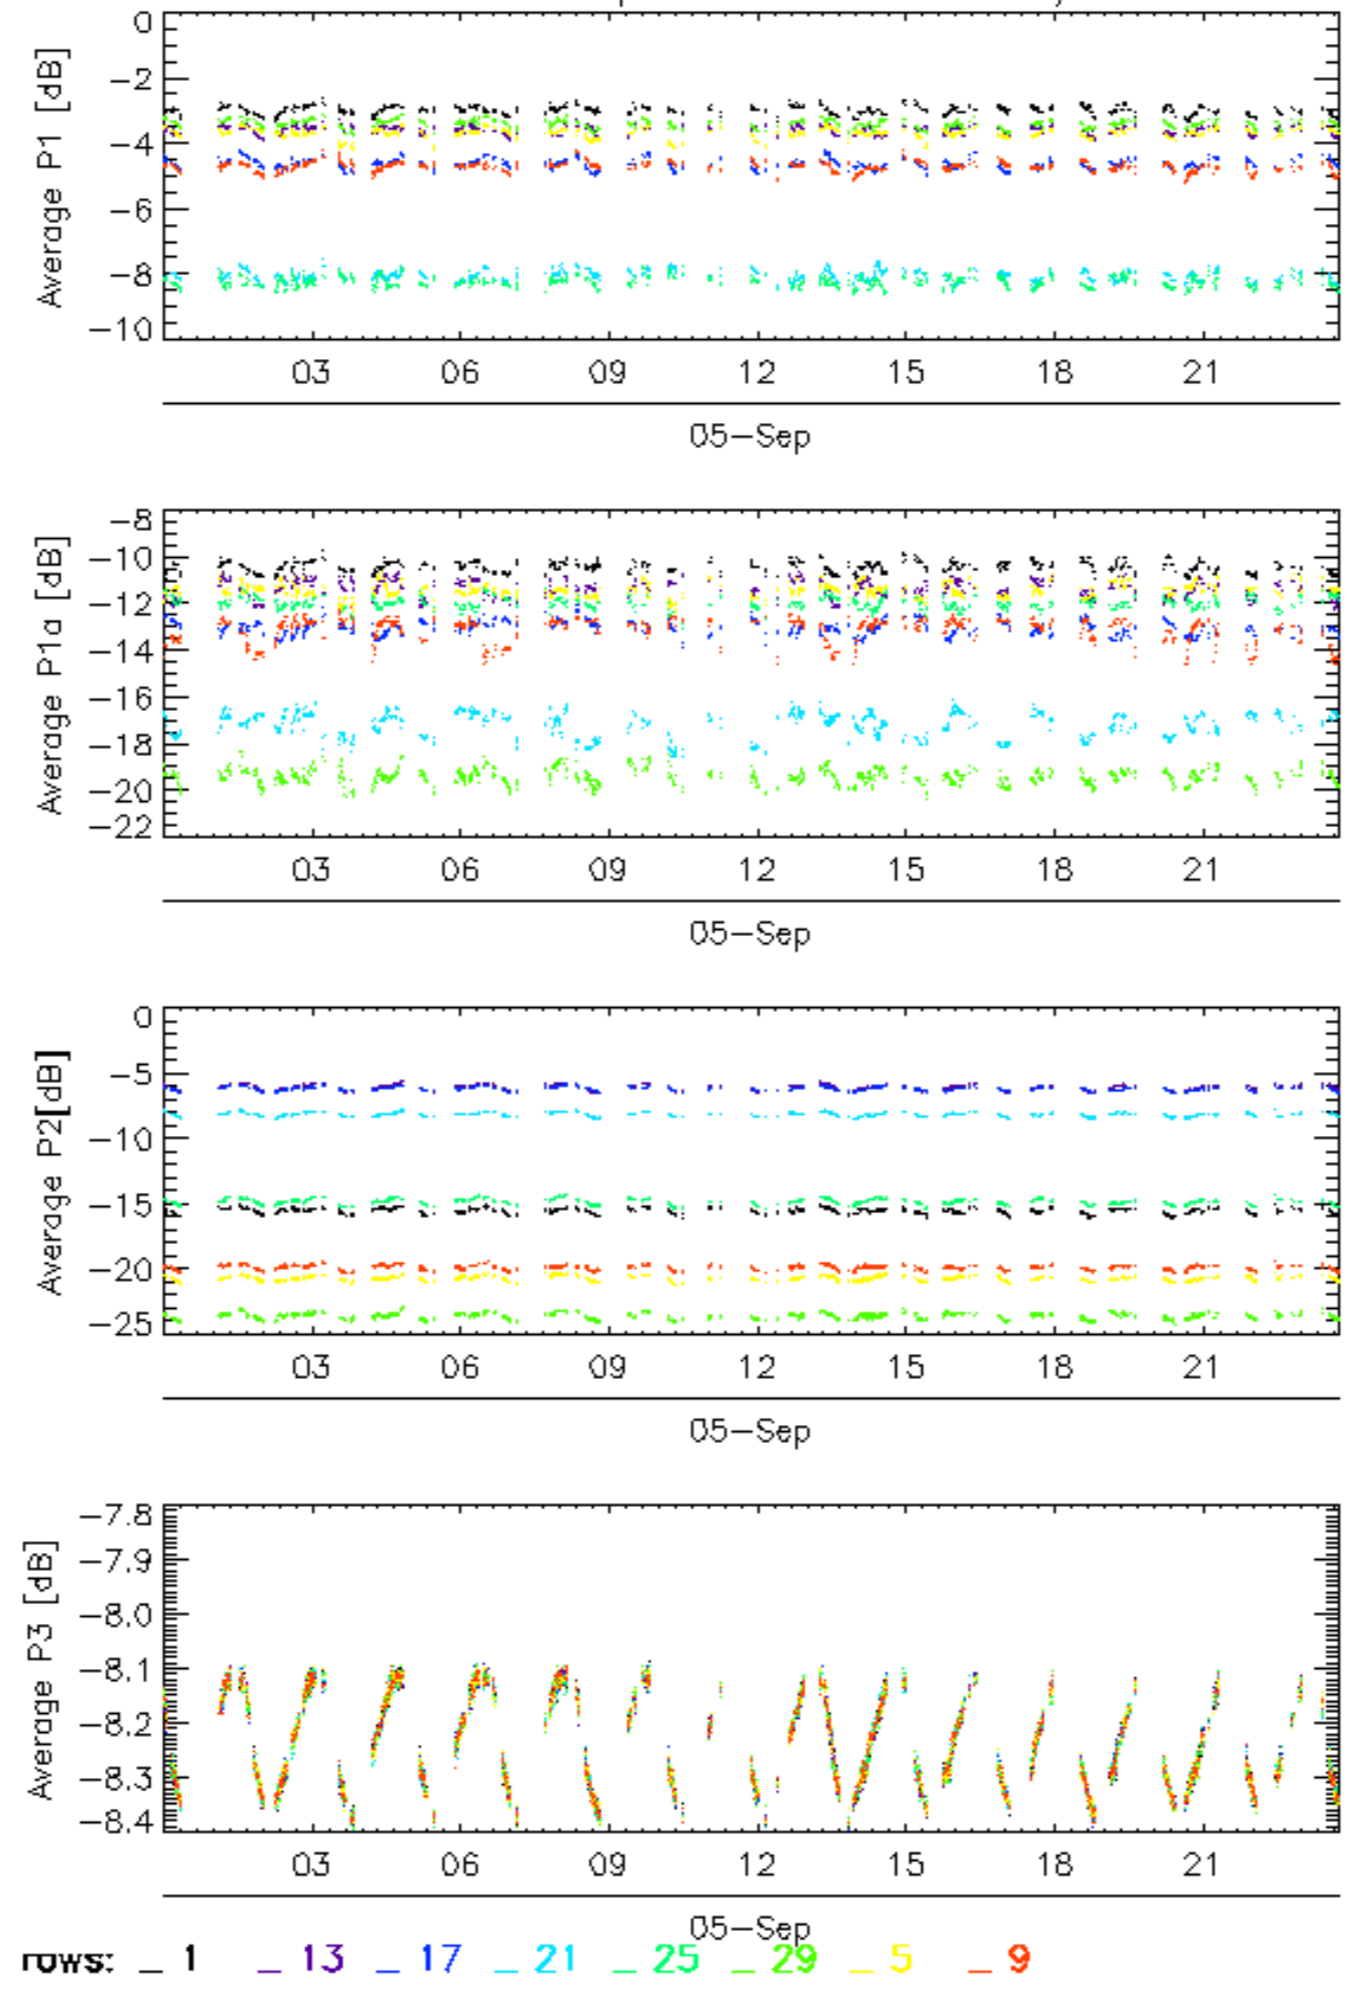 0
Average P1 [dB]
−2
−4
−6
−8
−10
03 06 09 12 15 18 21
05−Sep
−8
Average P1a [dB]
−10
−12
−14
−16
−18
−20
−22
03 06 09 12 15 18 21
05−Sep
0
Average P2[dB]
−5
−10
−15
−20
−25
03 06 09 12 15 18 21
05−Sep
−7.8
Average P3 [dB]
−7.9
−8.0
−8.1
−8.2
−8.3
−8.4
03 06 09 12 15 18 21
05−Sep
rows: _ 1 _ 13 _ 17 _ 21 _ 25 _ 29 _ 5 _ 9